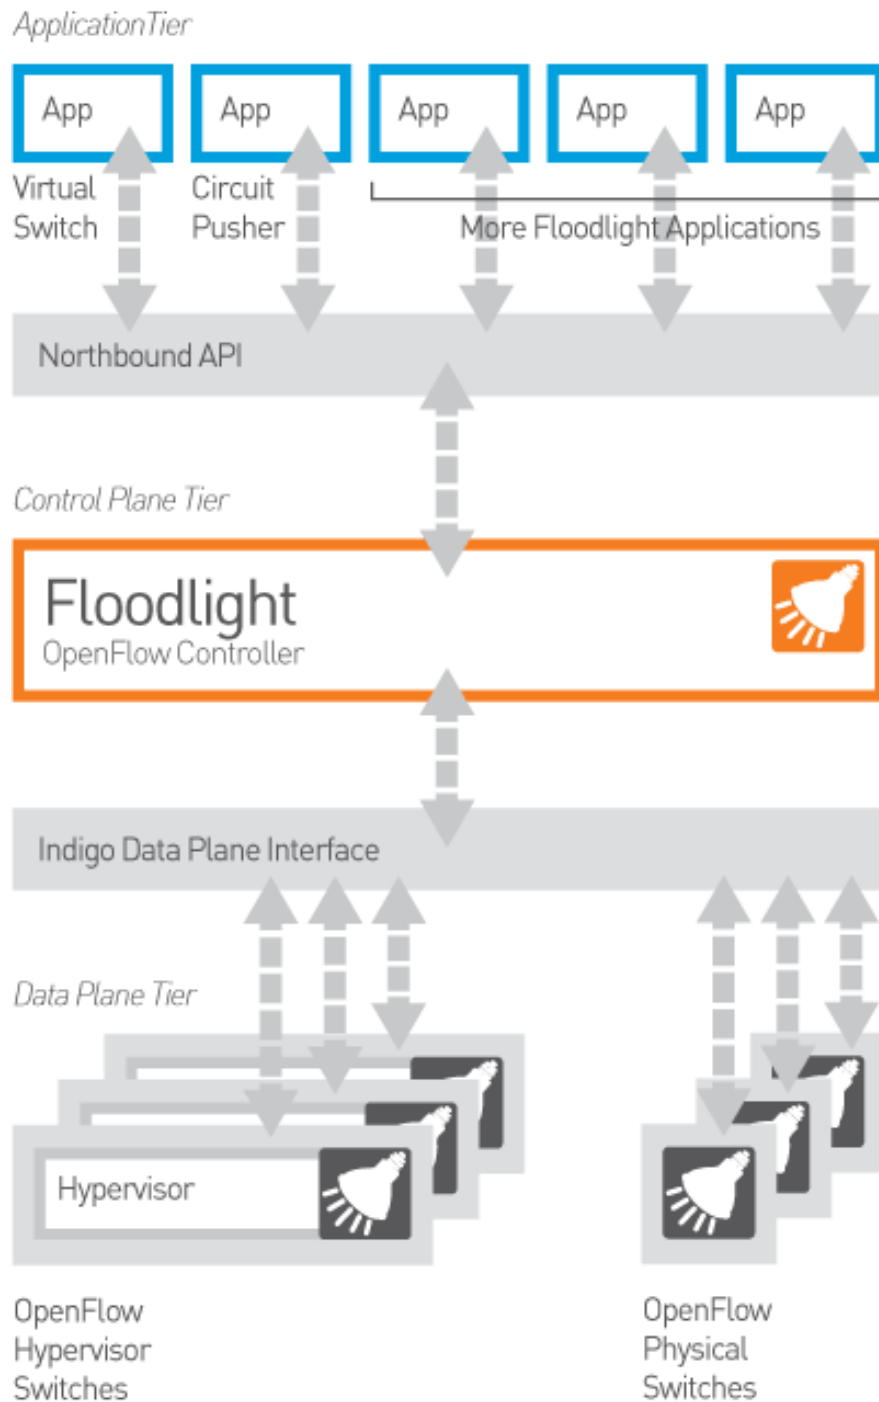 ApplicationTier
App App App App App
Virtual
Switch
Circuit
Pusher
More Floodlight Applications
Northbound API
Control Plane Tier
Floodlight
OpenFlow Controller
Indigo Data Plane Interface
Data Plane Tier
Hypervisor
OpenFlow
Hypervisor
Switches
OpenFlow
Physical
Switches